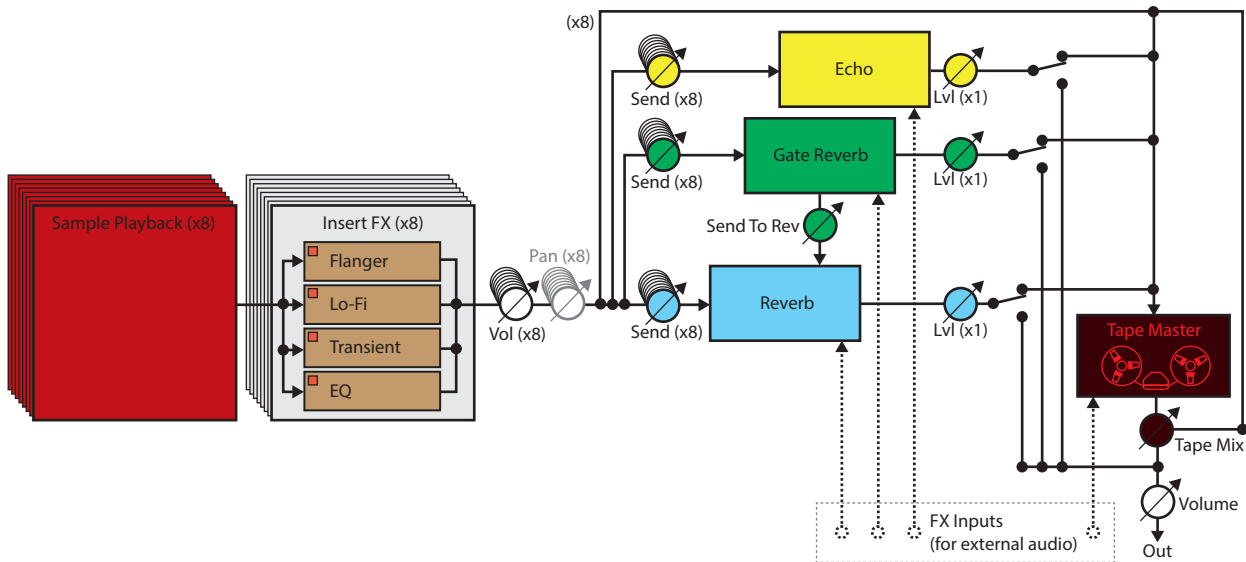 (x8)
Echo
Send (x8)
Lvl (x1)
Gate Reverb
Send (x8)
Lvl (x1)
Sample Playback (x8)
Insert FX (x8)
Send To Rev
Flanger
Pan (x8)
Lo-Fi
Reverb
Vol (x8)
Send (x8)
Lvl (x1)
Tape Master
Transient
EQ
Tape Mix
Volume
FX Inputs
(for external audio)
Out